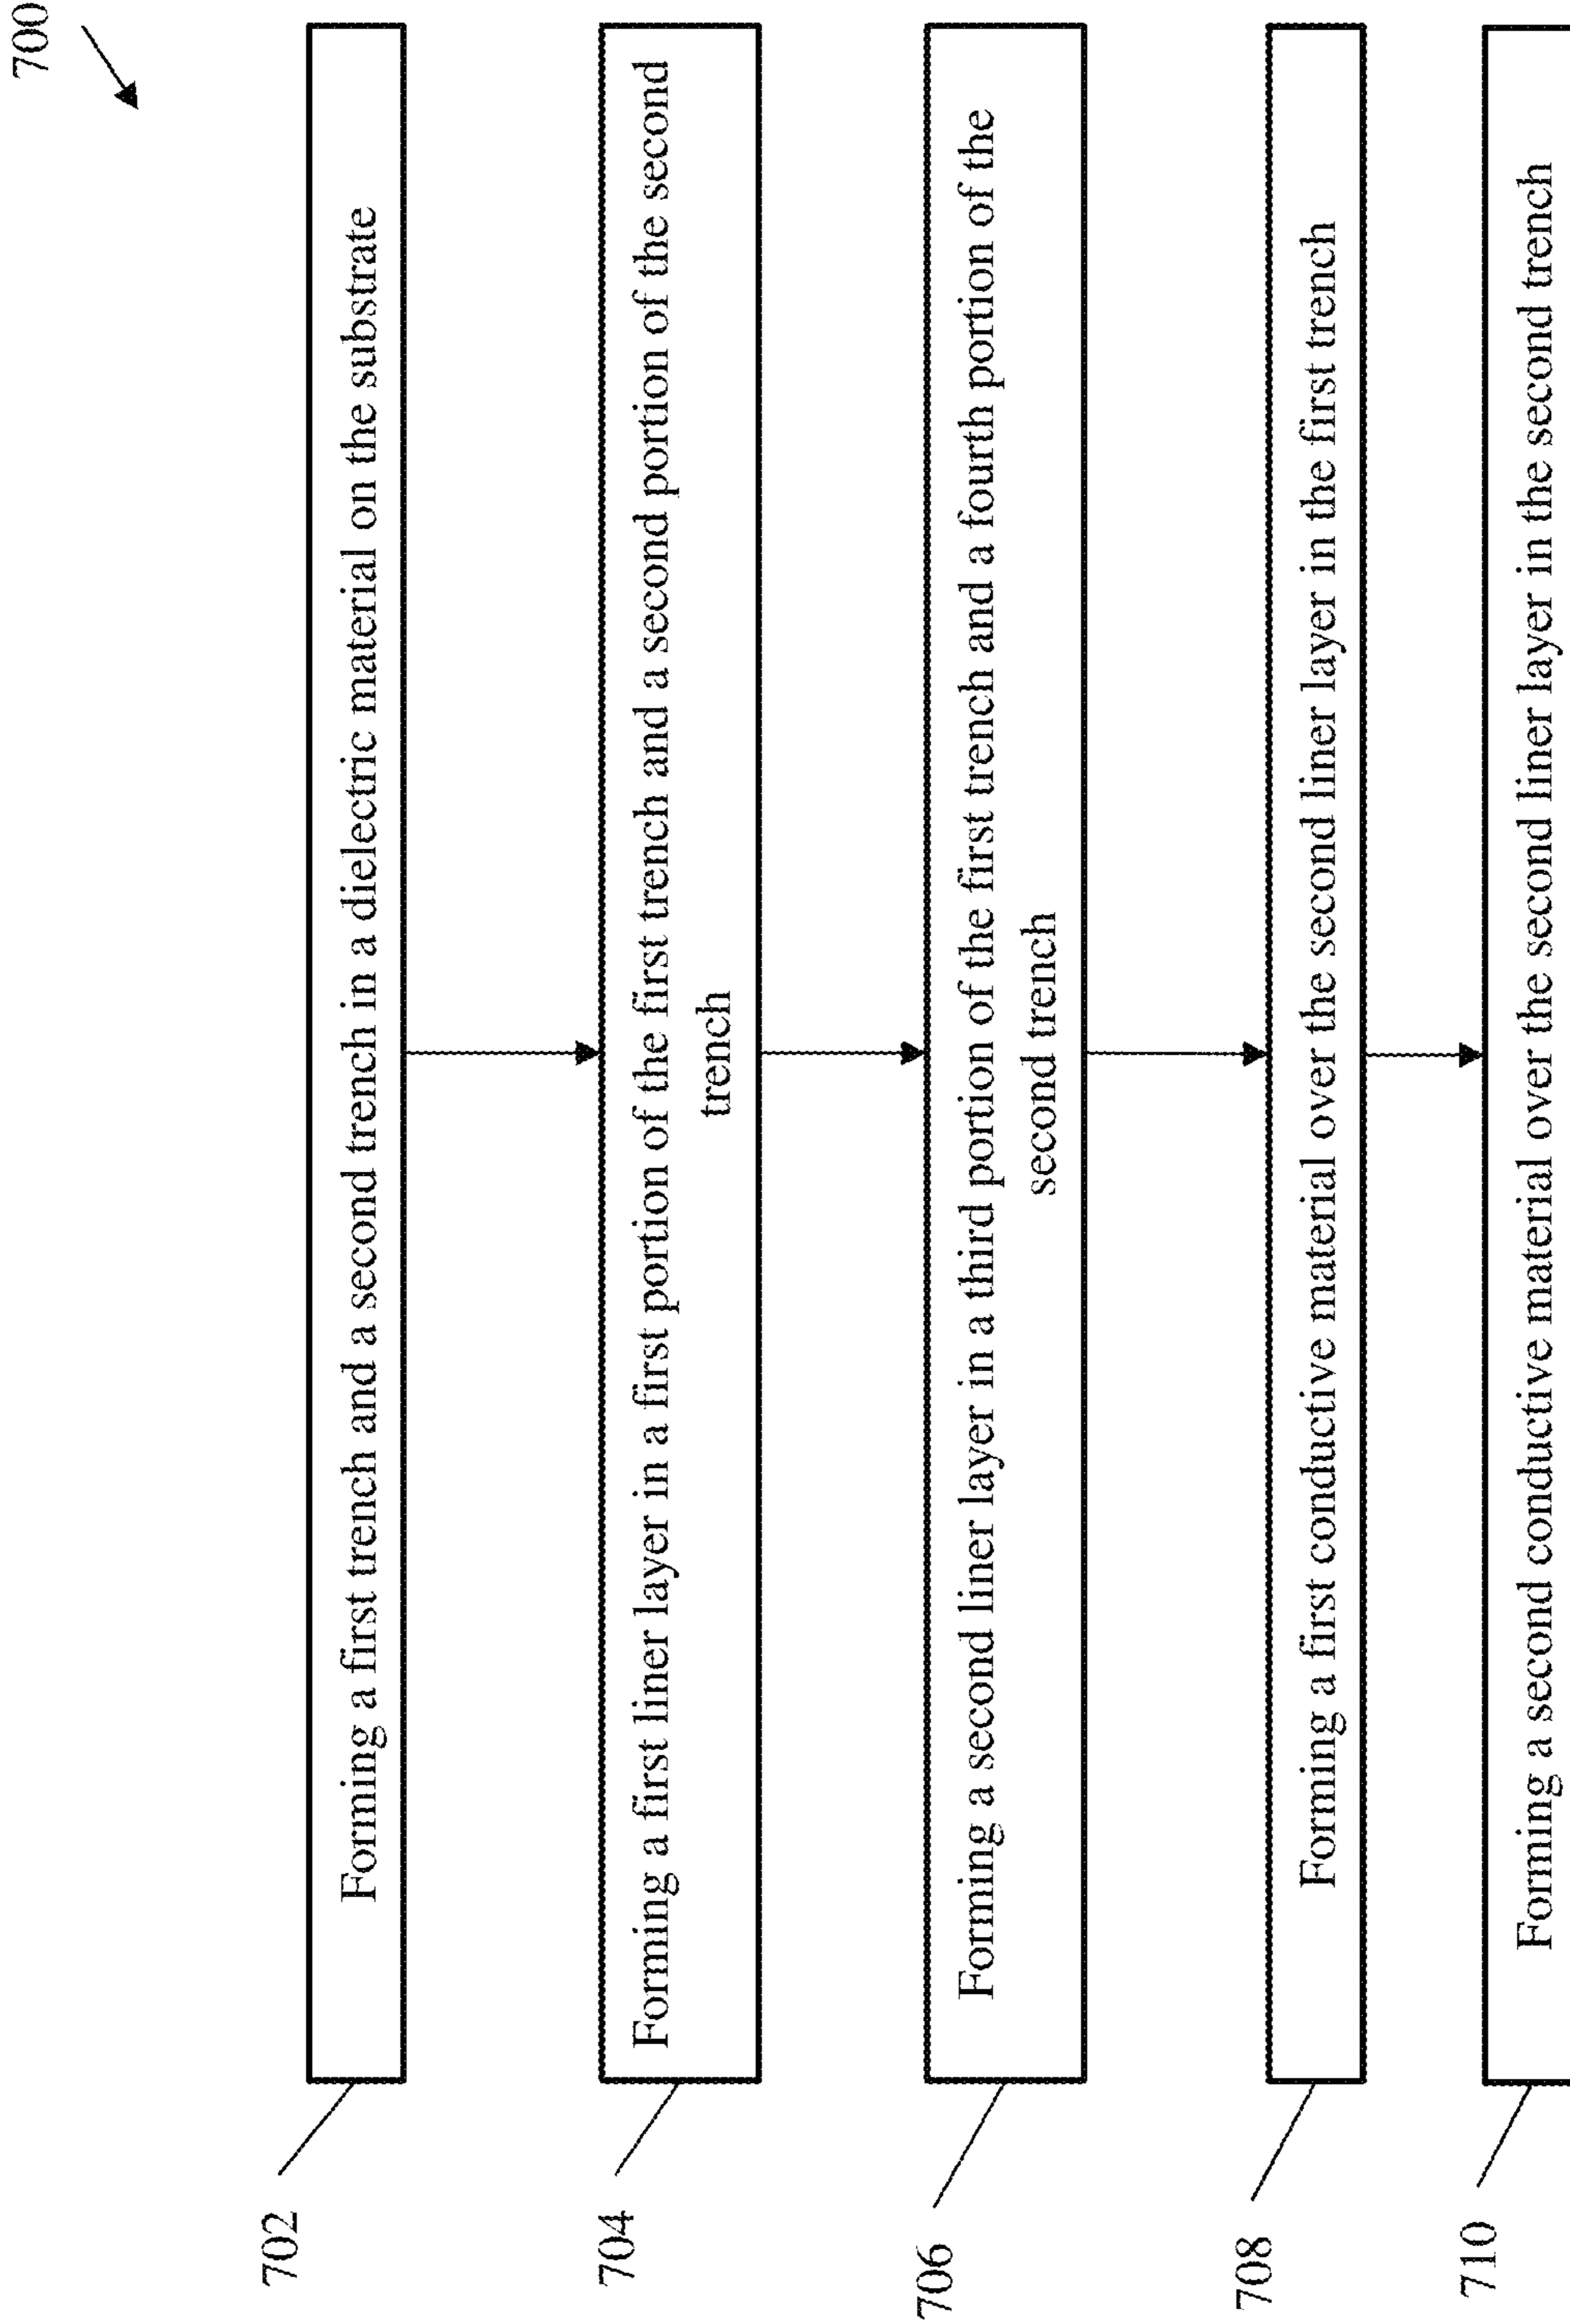 700
702
Forming a first trench and a second trench in a dielectric material on the substrate
704
Forming a first liner layer in a first portion of the first trench and a second portion of the second
trench
706
Forming a second liner layer in a third portion of the first trench and a fourth portion of the
second trench
708
Forming a first conductive material over the second liner layer in the first trench
710
Forming a second conductive material over the second liner layer in the second trench